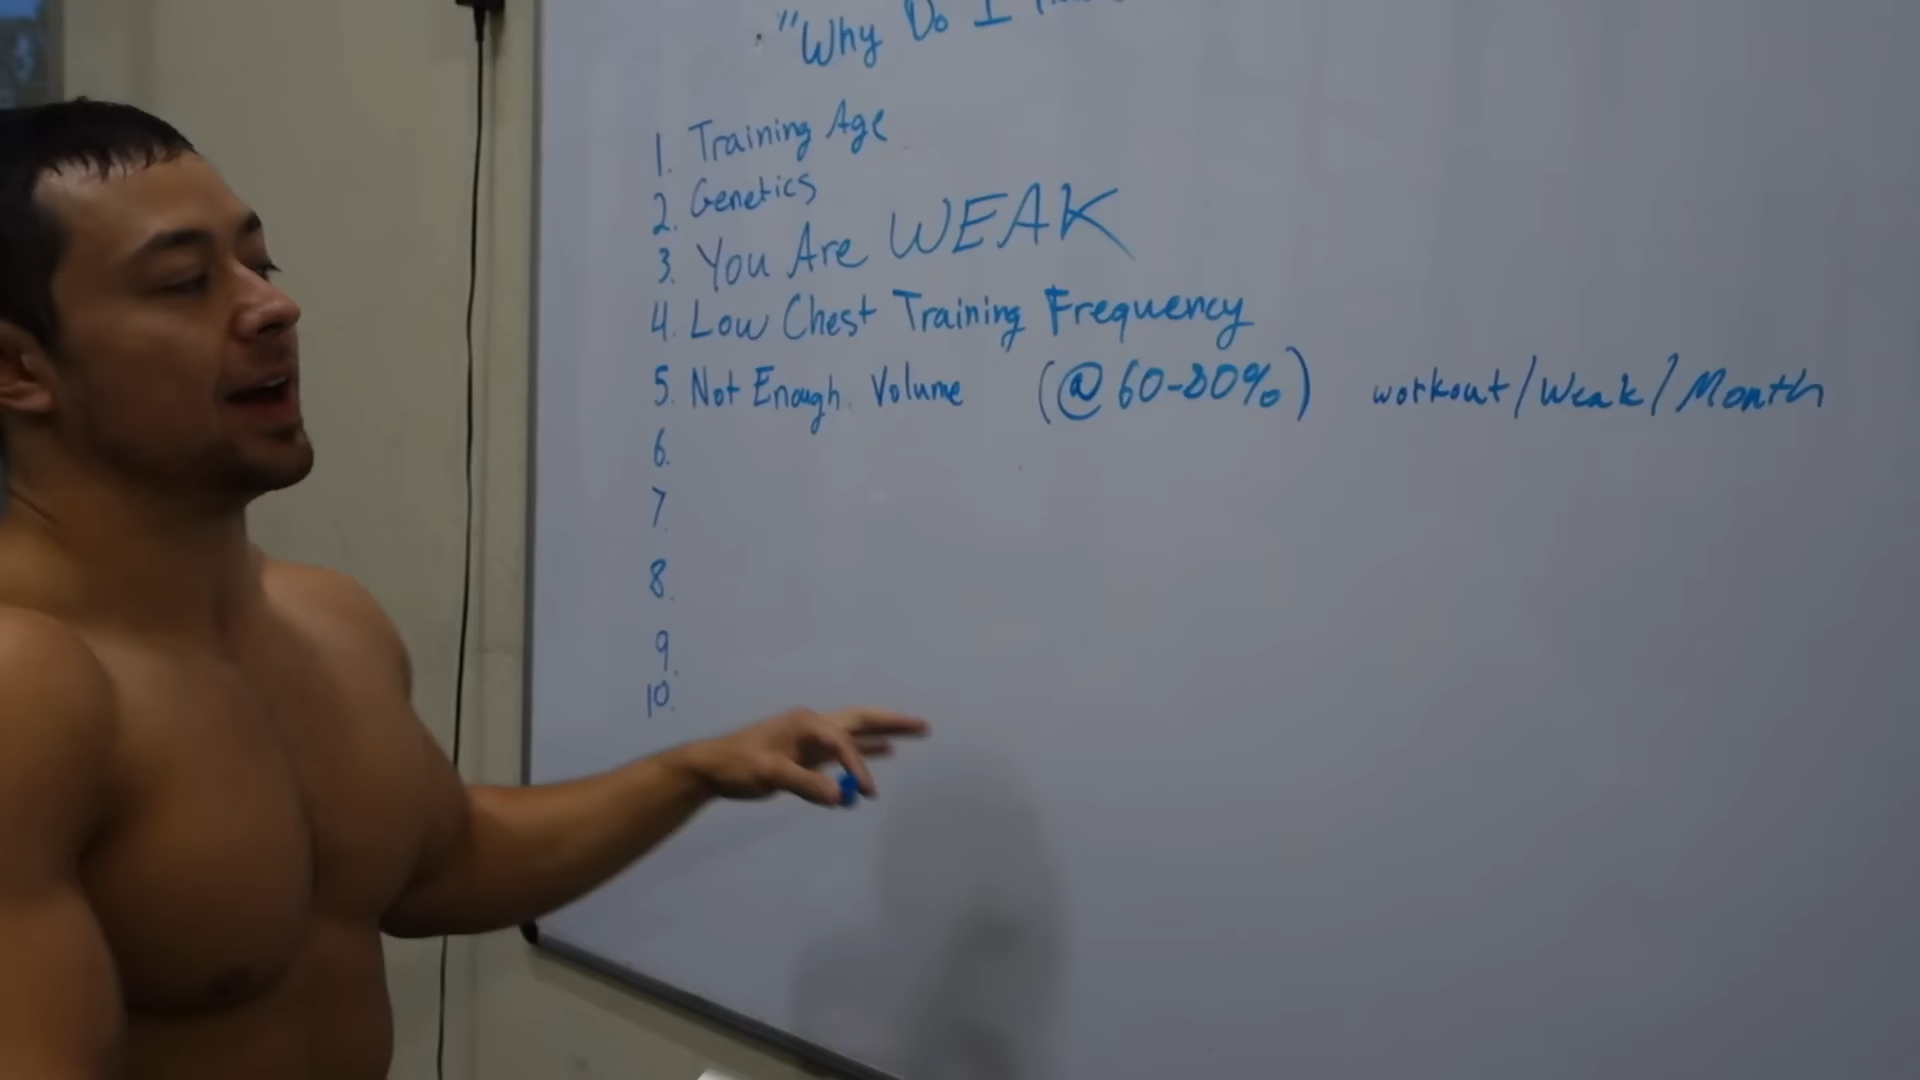 "Why Do I
1. Training Age
2. Genetics
3. You Are WEAK
4. Low Chest Training Frequency
5. Not Enough Volume (@60-80%) workout/Weak/Month
6.
7.
8.
9.
10.